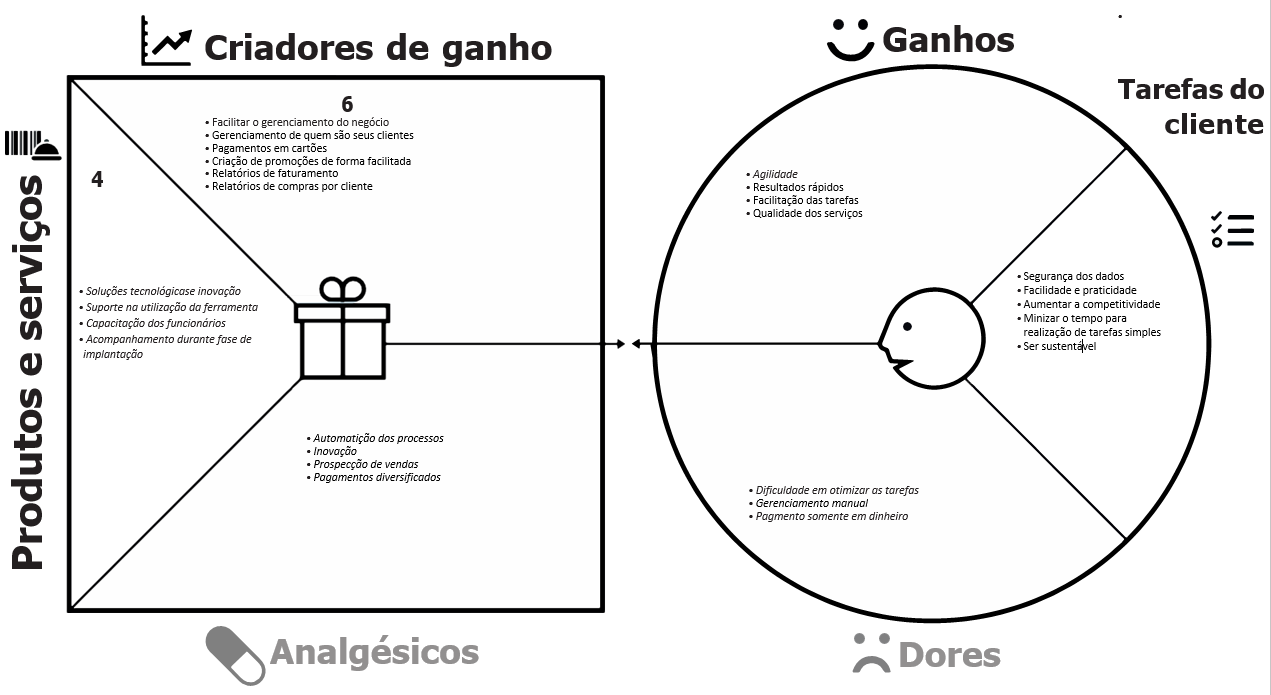 Criadores de ganho
6
• Facilitar o gerenciamento do negócio
• Gerenciamento de quem são seus clientes
• Pagamentos em cartões
• Criação de promoções de forma facilitada
• Relatórios de faturamento
• Relatórios de compras por cliente
Produtos e serviços
4
• Soluções tecnológicase inovação
• Suporte na utilização da ferramenta
• Capacitação dos funcionários
• Acompanhamento durante fase de
implantação
• Automatição dos processos
• Inovação
• Prospecção de vendas
• Pagamentos diversificados
Analgésicos
Ganhos
• Agilidade
• Resultados rápidos
• Facilitação das tarefas
• Qualidade dos serviços
Tarefas do
cliente
• Segurança dos dados
• Facilidade e praticidade
• Aumentar a competitividade
• Minizar o tempo para
realização de tarefas simples
• Ser sustentável
• Dificuldade em otimizar as tarefas
• Gerenciamento manual
• Pagmento somente em dinheiro
Dores